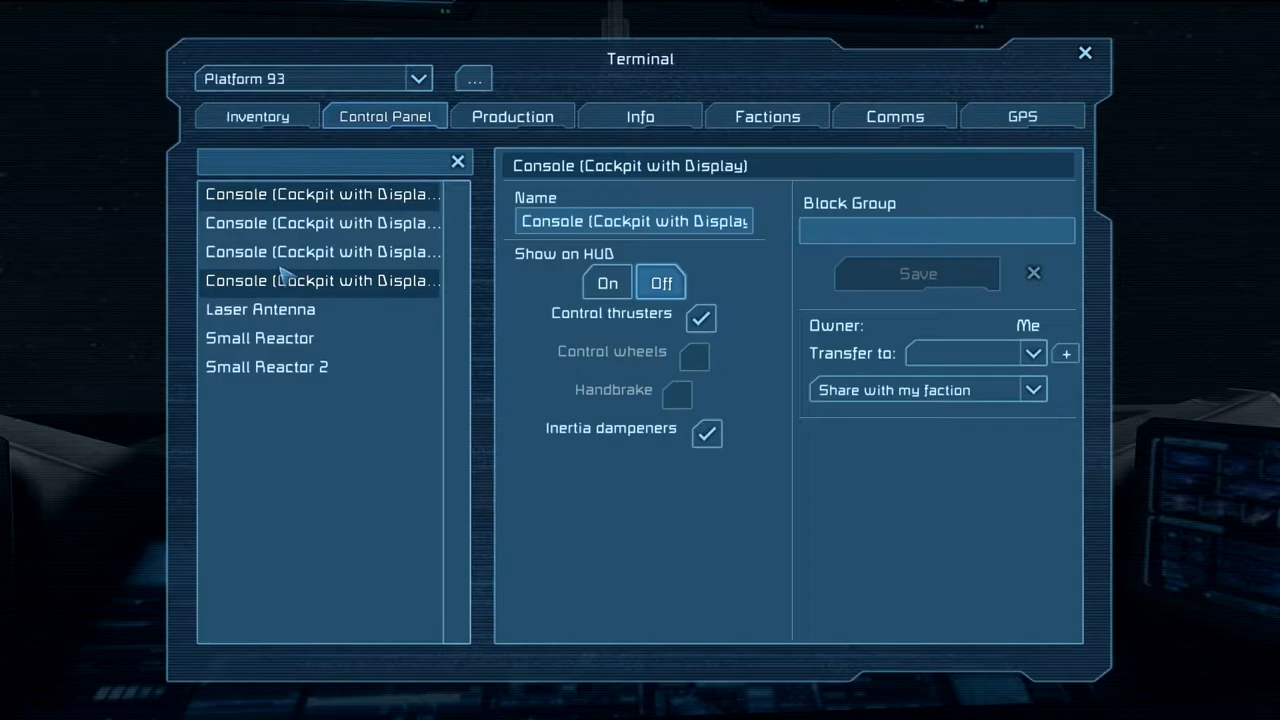 Terminal
Platform 93
...
Inventory
Control Panel
Production
Info
Factions
Comms
GPS
Console (Cockpit with Displa...
Console (Cockpit with Displa...
Console (Cockpit with Displa...
Console (Cockpit with Displa...
Laser Antenna
Small Reactor
Small Reactor 2
Console (Cockpit with Display)
Name
Console (Cockpit with Display
Show on HUD
On Off
Control thrusters
Control wheels
Handbrake
Inertia dampeners
Block Group
Save
Owner: Me
Transfer to:
+
Share with my faction